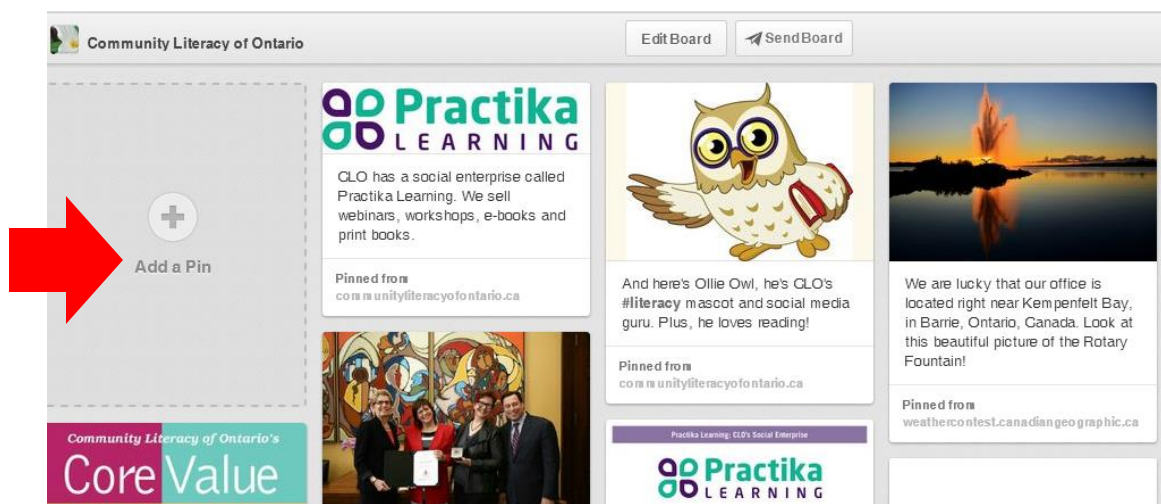 Community Literacy of Ontario
Edit Board
Send Board
Add a Pin
Practika
LEARNING
CLO has a social enterprise called
Practika Learning. We sell
webinars, workshops, e-books and
print books.
Pinned from
communityliteracyofontario.ca
And here's Ollie Owl, he's CLO's
#literacy mascot and social media
guru. Plus, he loves reading!
Pinned from
communityliteracyofontario.ca
We are lucky that our office is
located right near Kempenfelt Bay,
in Barrie, Ontario, Canada. Look at
this beautiful picture of the Rotary
Fountain!
Pinned from
weathercontest.canadiangeographic.ca
Community Literacy of Ontario's
Core Value
Practika Learning: CLO's Social Enterprise
Practika
LEARNING